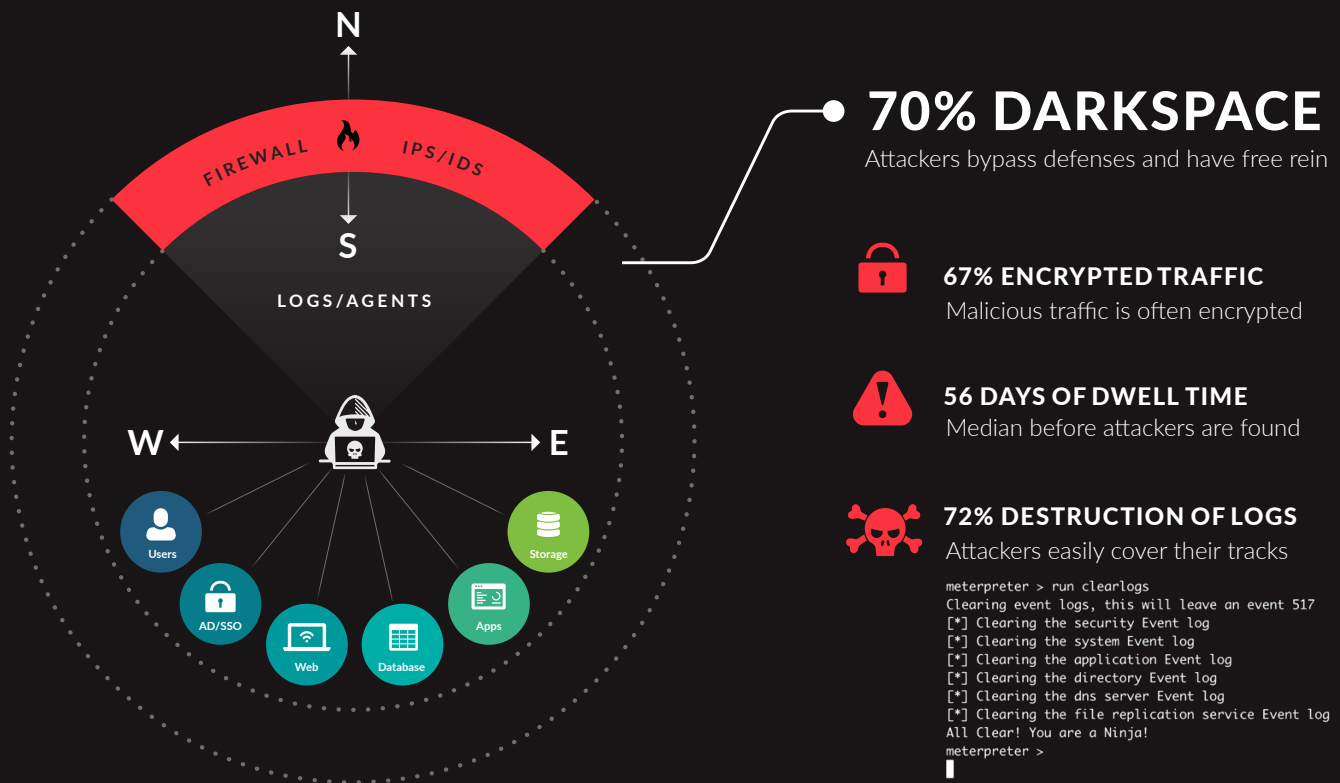 N
FIREWALL
IPS/IDS
S
LOGS/AGENTS
W
E
Users
AD/SSO
Web
Database
Apps
Storage
70% DARKSPACE
Attackers bypass defenses and have free rein
67% ENCRYPTED TRAFFIC
Malicious traffic is often encrypted
56 DAYS OF DWELL TIME
Median before attackers are found
72% DESTRUCTION OF LOGS
Attackers easily cover their tracks
meterpreter > run clearlogs
Clearing event logs, this will leave an event 517
[*] Clearing the security Event log
[*] Clearing the system Event log
[*] Clearing the application Event log
[*] Clearing the directory Event log
[*] Clearing the dns server Event log
[*] Clearing the file replication service Event log
All Clear! You are a Ninja!
meterpreter >